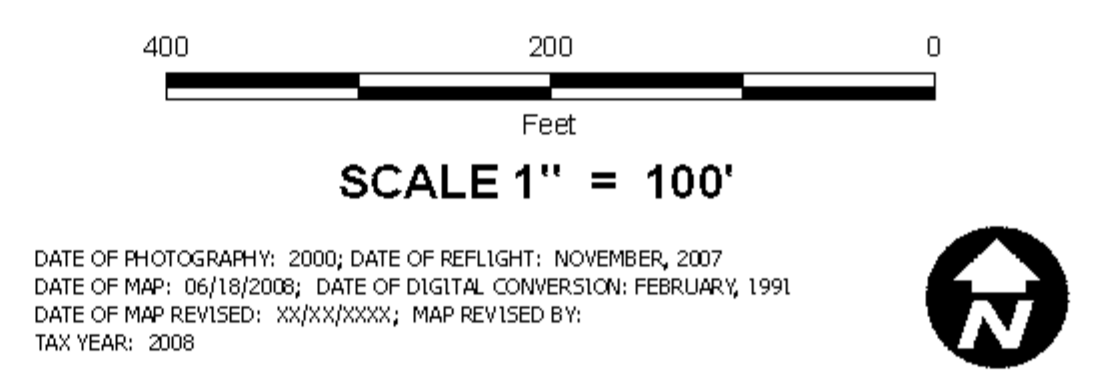 400 200 0
Feet
SCALE 1" = 100'
DATE OF PHOTOGRAPHY: 2000; DATE OF REFLIGHT: NOVEMBER, 2007
DATE OF MAP: 06/18/2008; DATE OF DIGITAL CONVERSION: FEBRUARY, 1991
DATE OF MAP REVISED: XX/XX/XXXX; MAP REVISED BY:
TAX YEAR: 2008
N